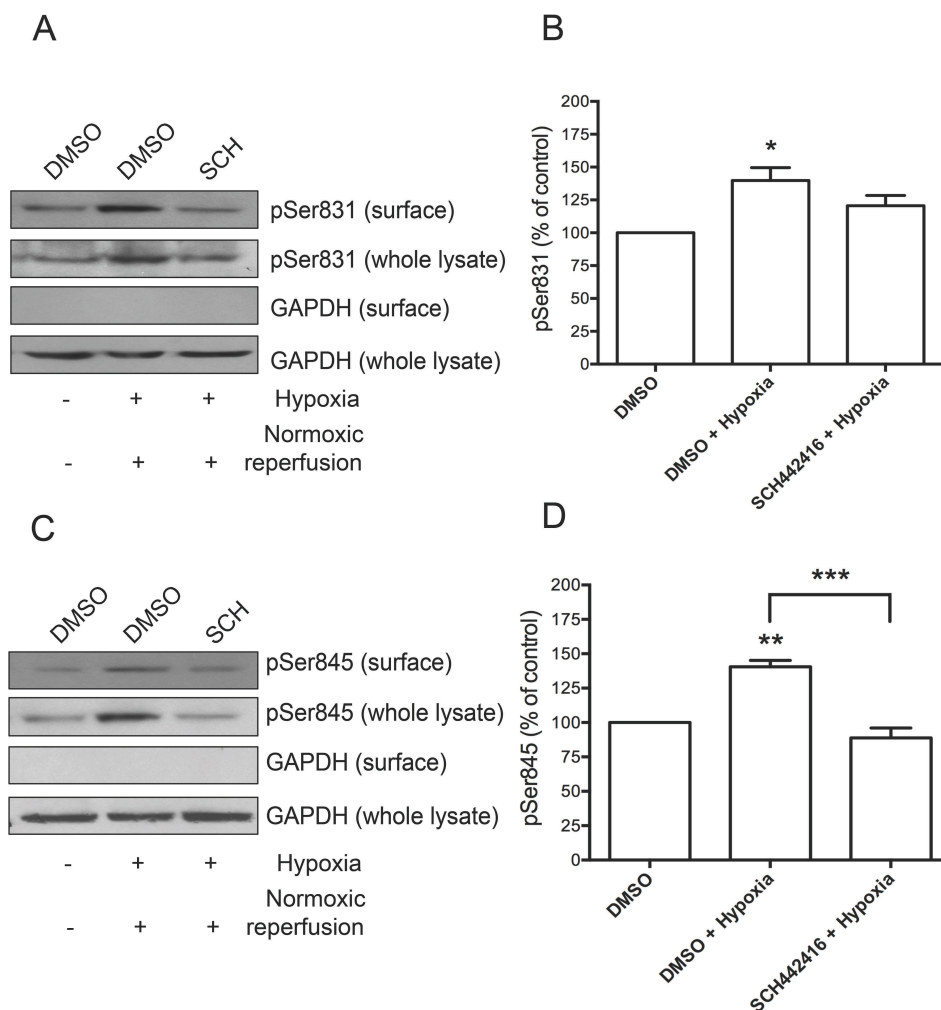 A
DMSO
DMSO
SCH
pSer831 (surface)
pSer831 (whole lysate)
GAPDH (surface)
GAPDH (whole lysate)
- + + Hypoxia
Normoxic
- + + reperfusion
B
pSer831 (% of control)
200
175
150
125
100
75
50
25
0
*
DMSO
DMSO + Hypoxia
SCH442416 + Hypoxia
C
DMSO
DMSO
SCH
pSer845 (surface)
pSer845 (whole lysate)
GAPDH (surface)
GAPDH (whole lysate)
- + + Hypoxia
Normoxic
- + + reperfusion
D
pSer845 (% of control)
200
175
150
125
100
75
50
25
0
***
**
DMSO
DMSO + Hypoxia
SCH442416 + Hypoxia